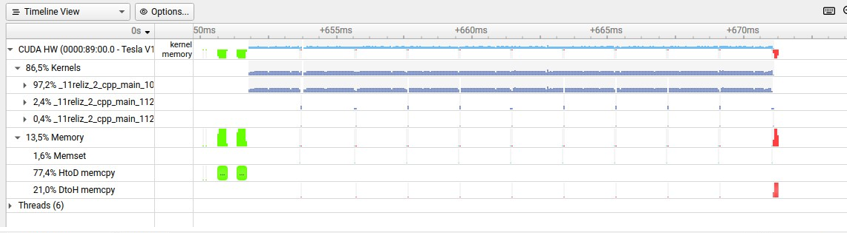 Timeline View
Options...
0s
50ms
+655ms
+660ms
+665ms
+670ms
CUDA HW (0000:89:00.0 - Tesla V1
kernel
memory
86,5% Kernels
97,2% _11reliz_2_cpp_main_10
2,4% _11reliz_2_cpp_main_112
0,4% _11reliz_2_cpp_main_112
13,5% Memory
1,6% Memset
77,4% HtoD memcpy
21,0% DtoH memcpy
Threads (6)